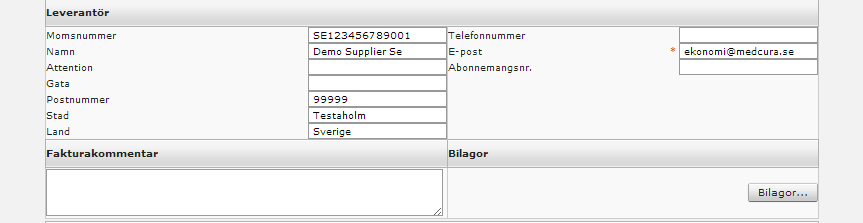 Leverantör
Momsnummer SE123456789001 Telefonnummer
Namn Demo Supplier Se E-post * ekonomi@medcura.se
Attention Abonnemangsnr.
Gata
Postnummer 99999
Stad Testaholm
Land Sverige
Fakturakommentar Bilagor
Bilagor...